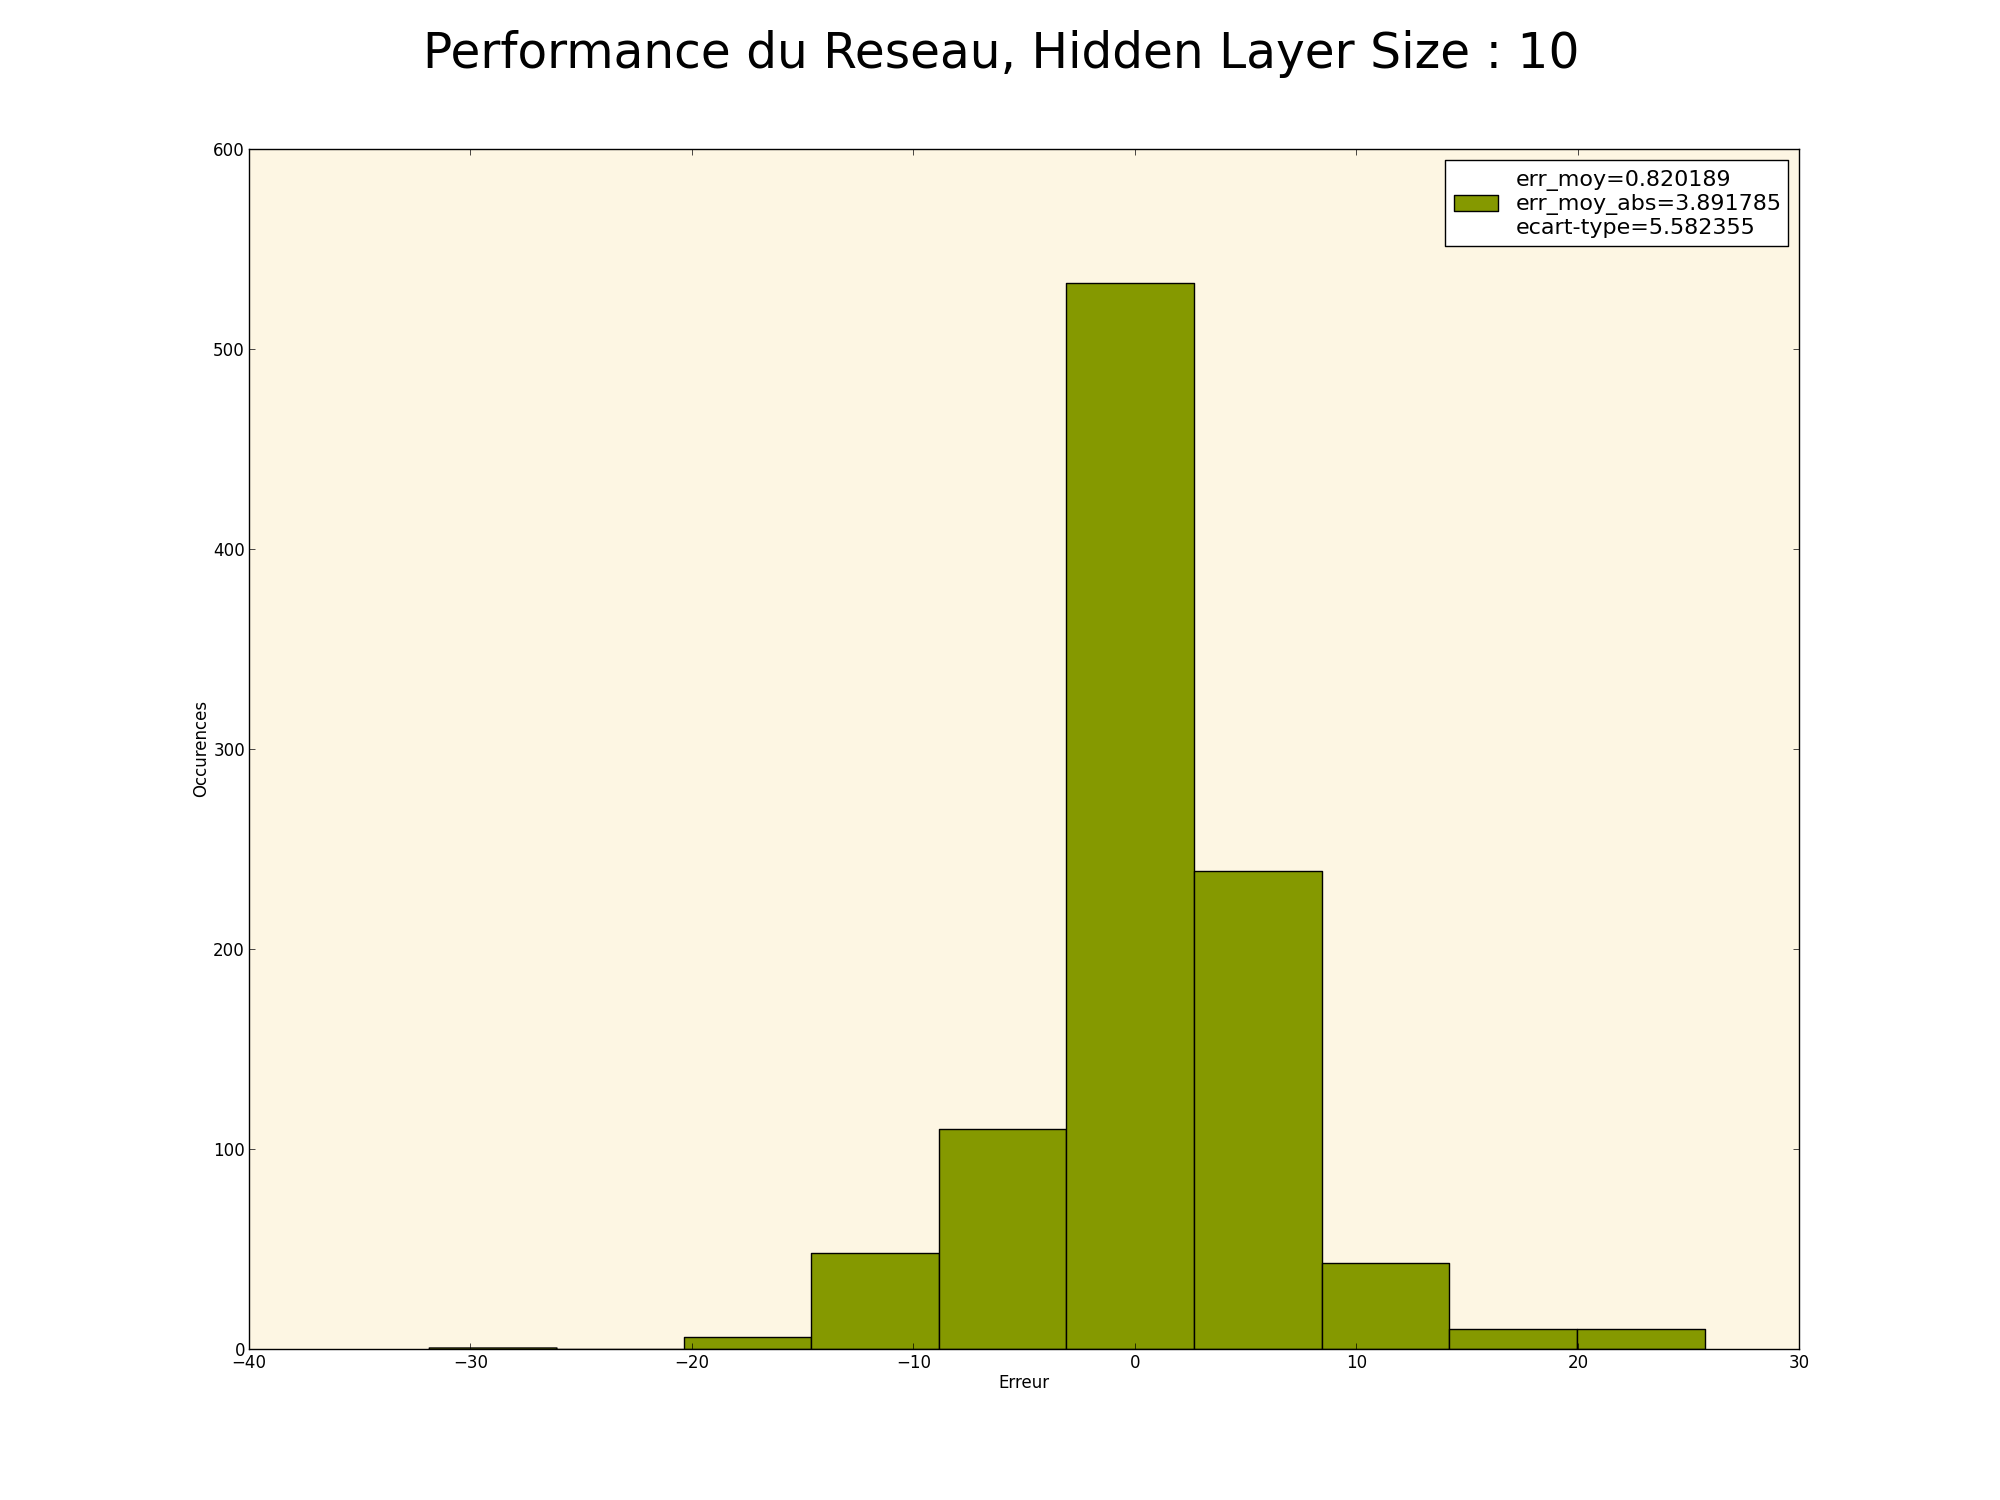 Performance du Reseau, Hidden Layer Size : 10
600
500
400
300
200
100
0
Occurences
err_moy=0.820189
err_moy_abs=3.891785
ecart-type=5.582355
−40 −30 −20 −10 0 10 20 30
Erreur